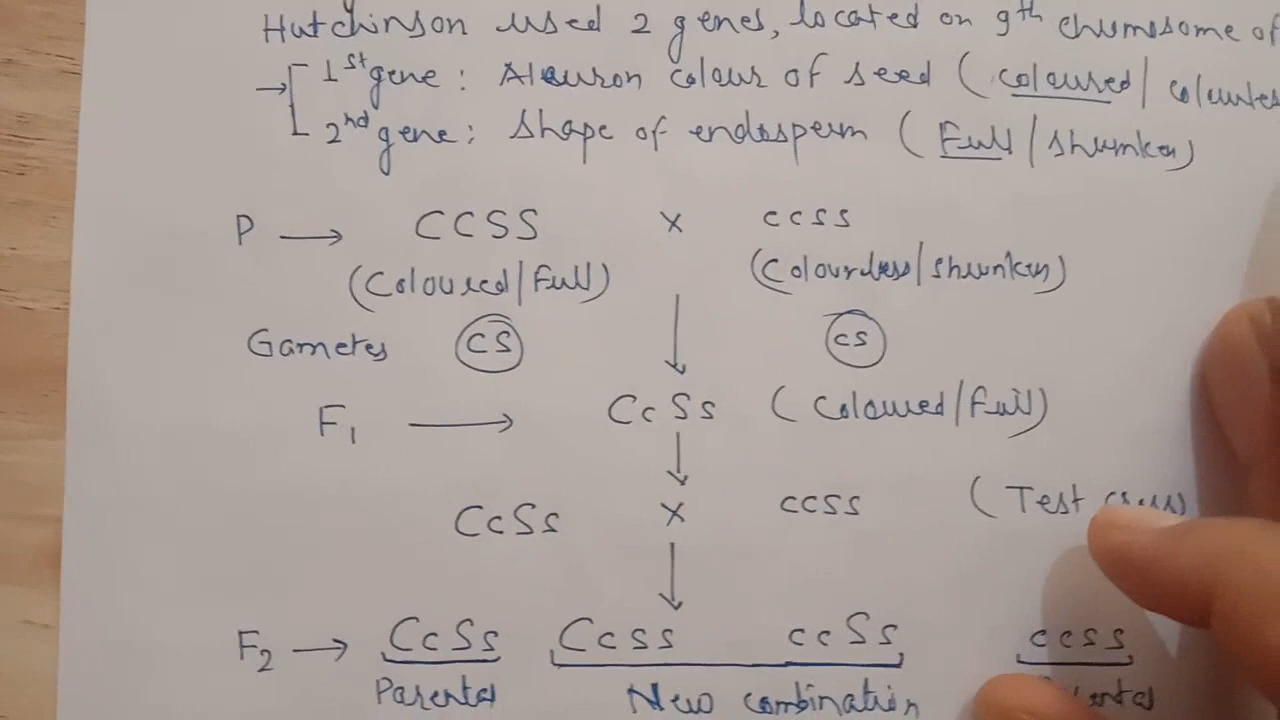 Hutchinson used 2 genes, located on 9th chromosome of
→ 1st gene: Aleuron colour of seed (coloured/
2nd gene: Shape of endosperm (Full/shrunken)
P → CCSS × ccss
(Coloured/Full) (Colourless/shrunken)
Gametes CS cs
F1 → CcSs (Coloured/Full)
CcSs × ccss (Test cross)
F2 → CcSs Ccss ccSs ccss
Parental New combination